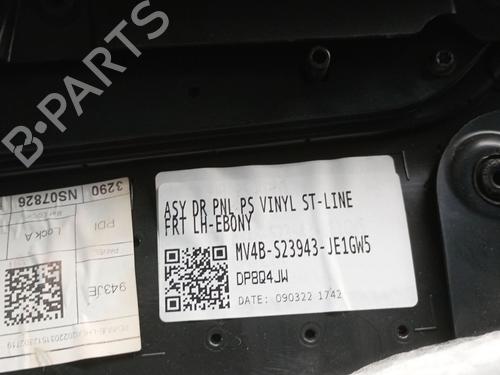 B-PARTS
ASY DR PNL PS VINYL ST-LINE
FRT LH-EBONY
MV4B-S23943-JE1GW5
DP8Q4JW
DATE: 090322 1742
3290 NS07826
PDI
Lock A
943JE